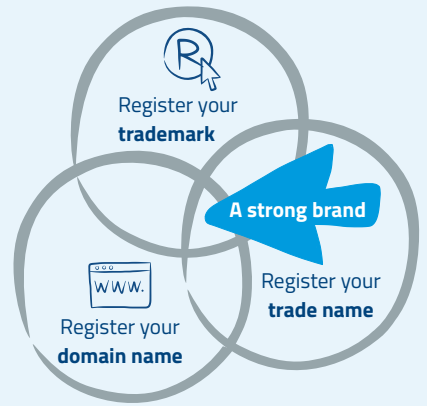 R
Register your
trademark
A strong brand
www.
Register your
trade name
Register your
domain name